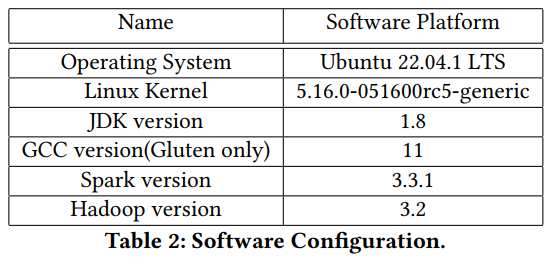 Name Software Platform
Operating System Ubuntu 22.04.1 LTS
Linux Kernel 5.16.0-051600rc5-generic
JDK version 1.8
GCC version(Gluten only) 11
Spark version 3.3.1
Hadoop version 3.2
Table 2: Software Configuration.